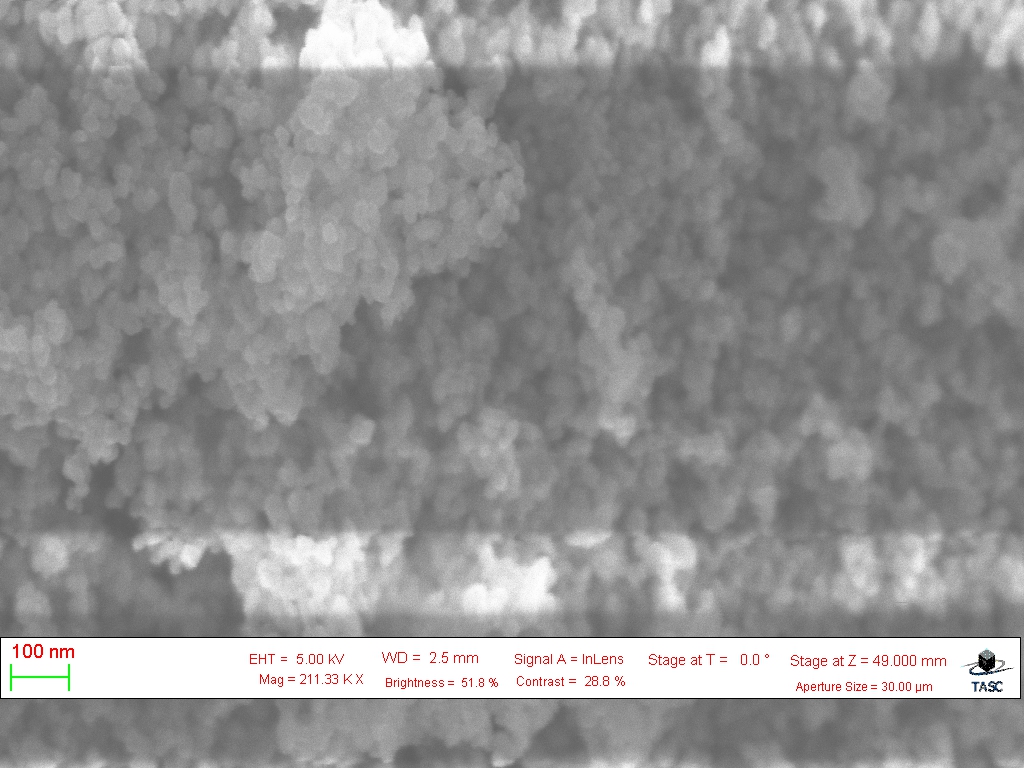 100 nm
EHT = 5.00 kV WD = 2.5 mm Signal A = InLens Stage at T = 0.0 ° Stage at Z = 49.000 mm
Mag = 211.33 K X Brightness = 51.8 % Contrast = 28.8 % Aperture Size = 30.00 µm
TASC